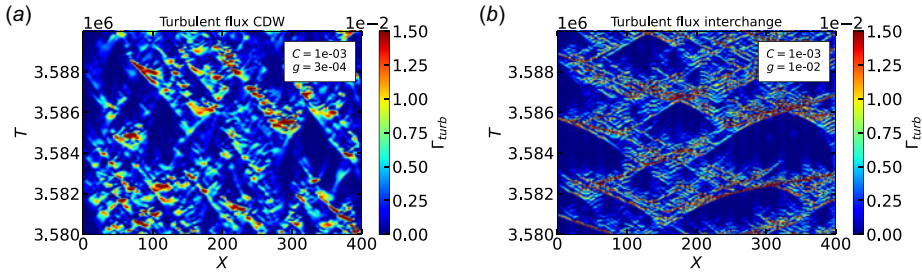 (a)
Turbulent flux CDW
1e6
1e−2
C = 1e-03
g = 3e-04
3.588
3.586
3.584
3.582
3.580
T
0 100 200 300 400
X
1.50
1.25
1.00
0.75
0.50
0.25
0.00
Γturb
(b)
Turbulent flux interchange
1e6
1e−2
C = 1e-03
g = 1e-02
3.588
3.586
3.584
3.582
3.580
T
0 100 200 300 400
X
1.50
1.25
1.00
0.75
0.50
0.25
0.00
Γturb